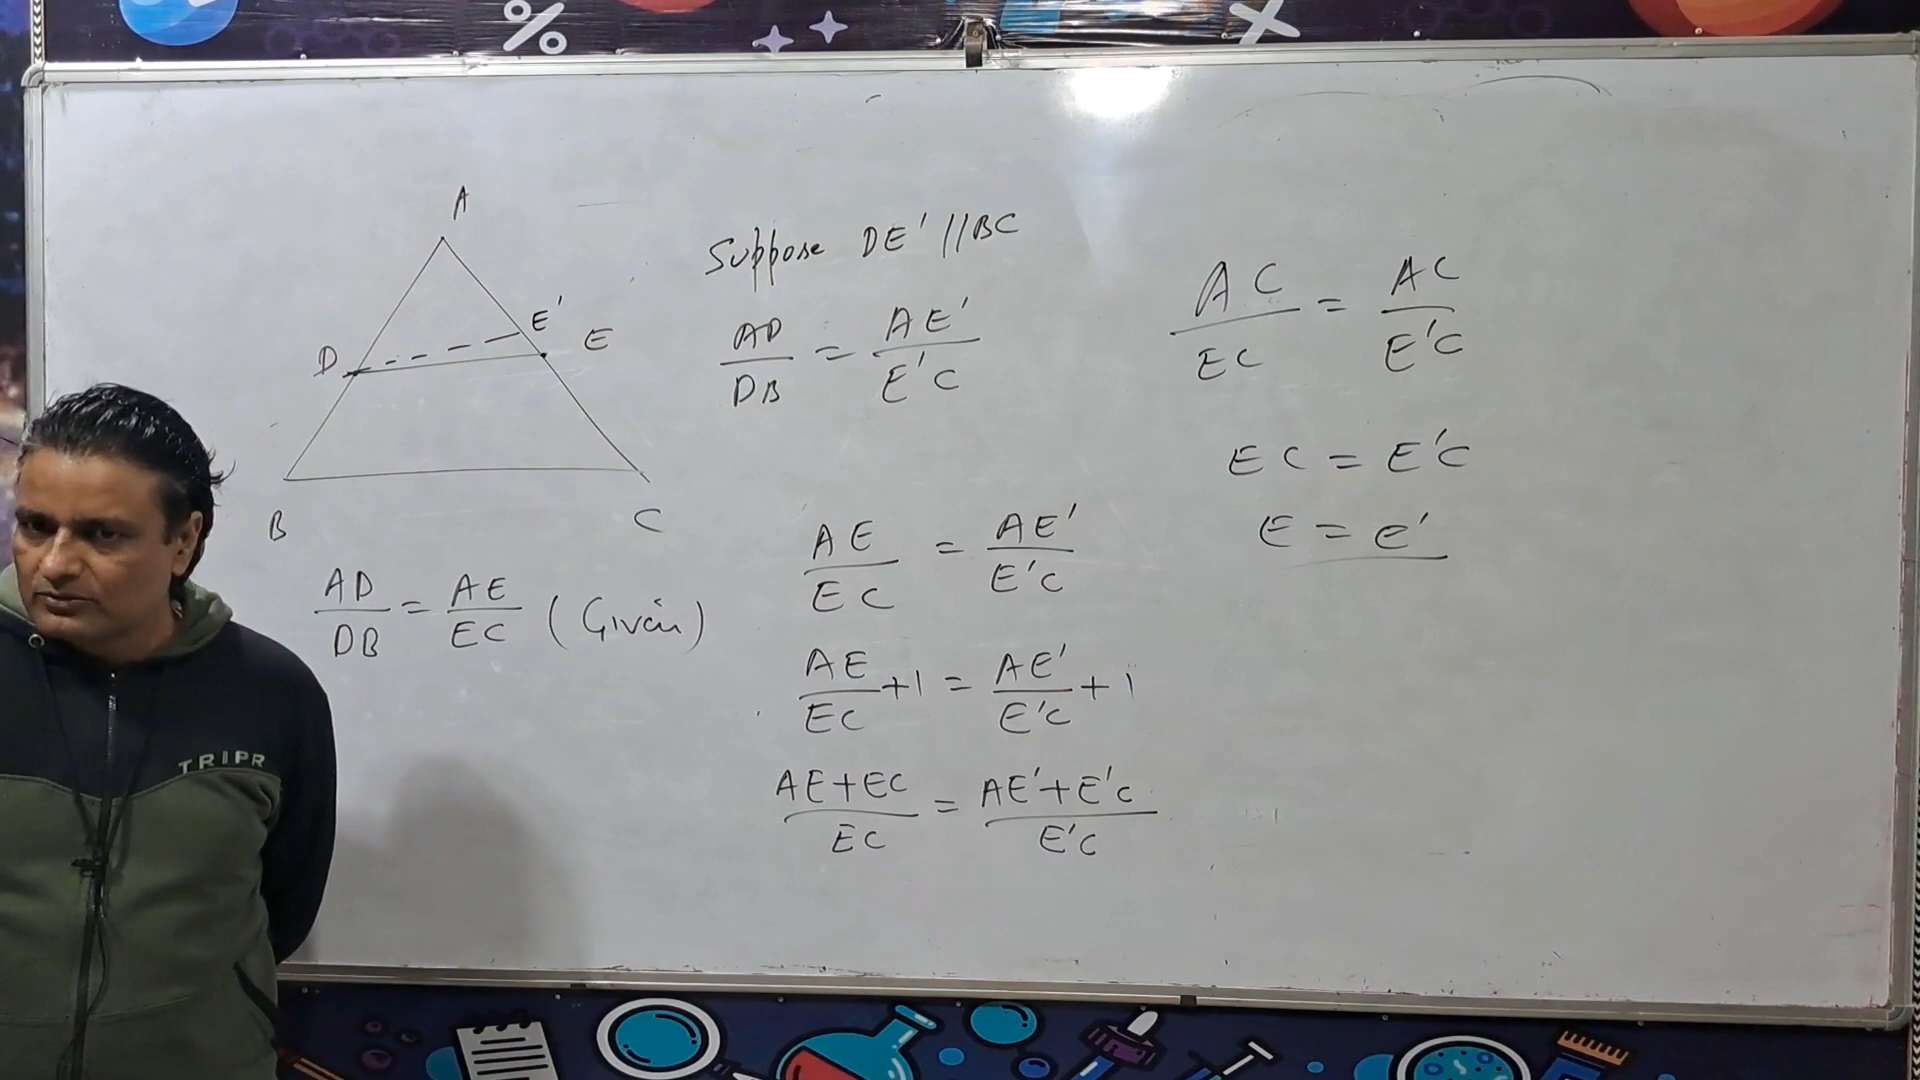 A
E'
D
E
B
C
AD/DB = AE/EC (Given)
Suppose DE' // BC
AD/DB = AE'/E'C
AE/EC = AE'/E'C
AE/EC + 1 = AE'/E'C + 1
AE+EC/EC = AE'+E'C/E'C
AC/EC = AC/E'C
EC = E'C
E = e'
TRIPR
%